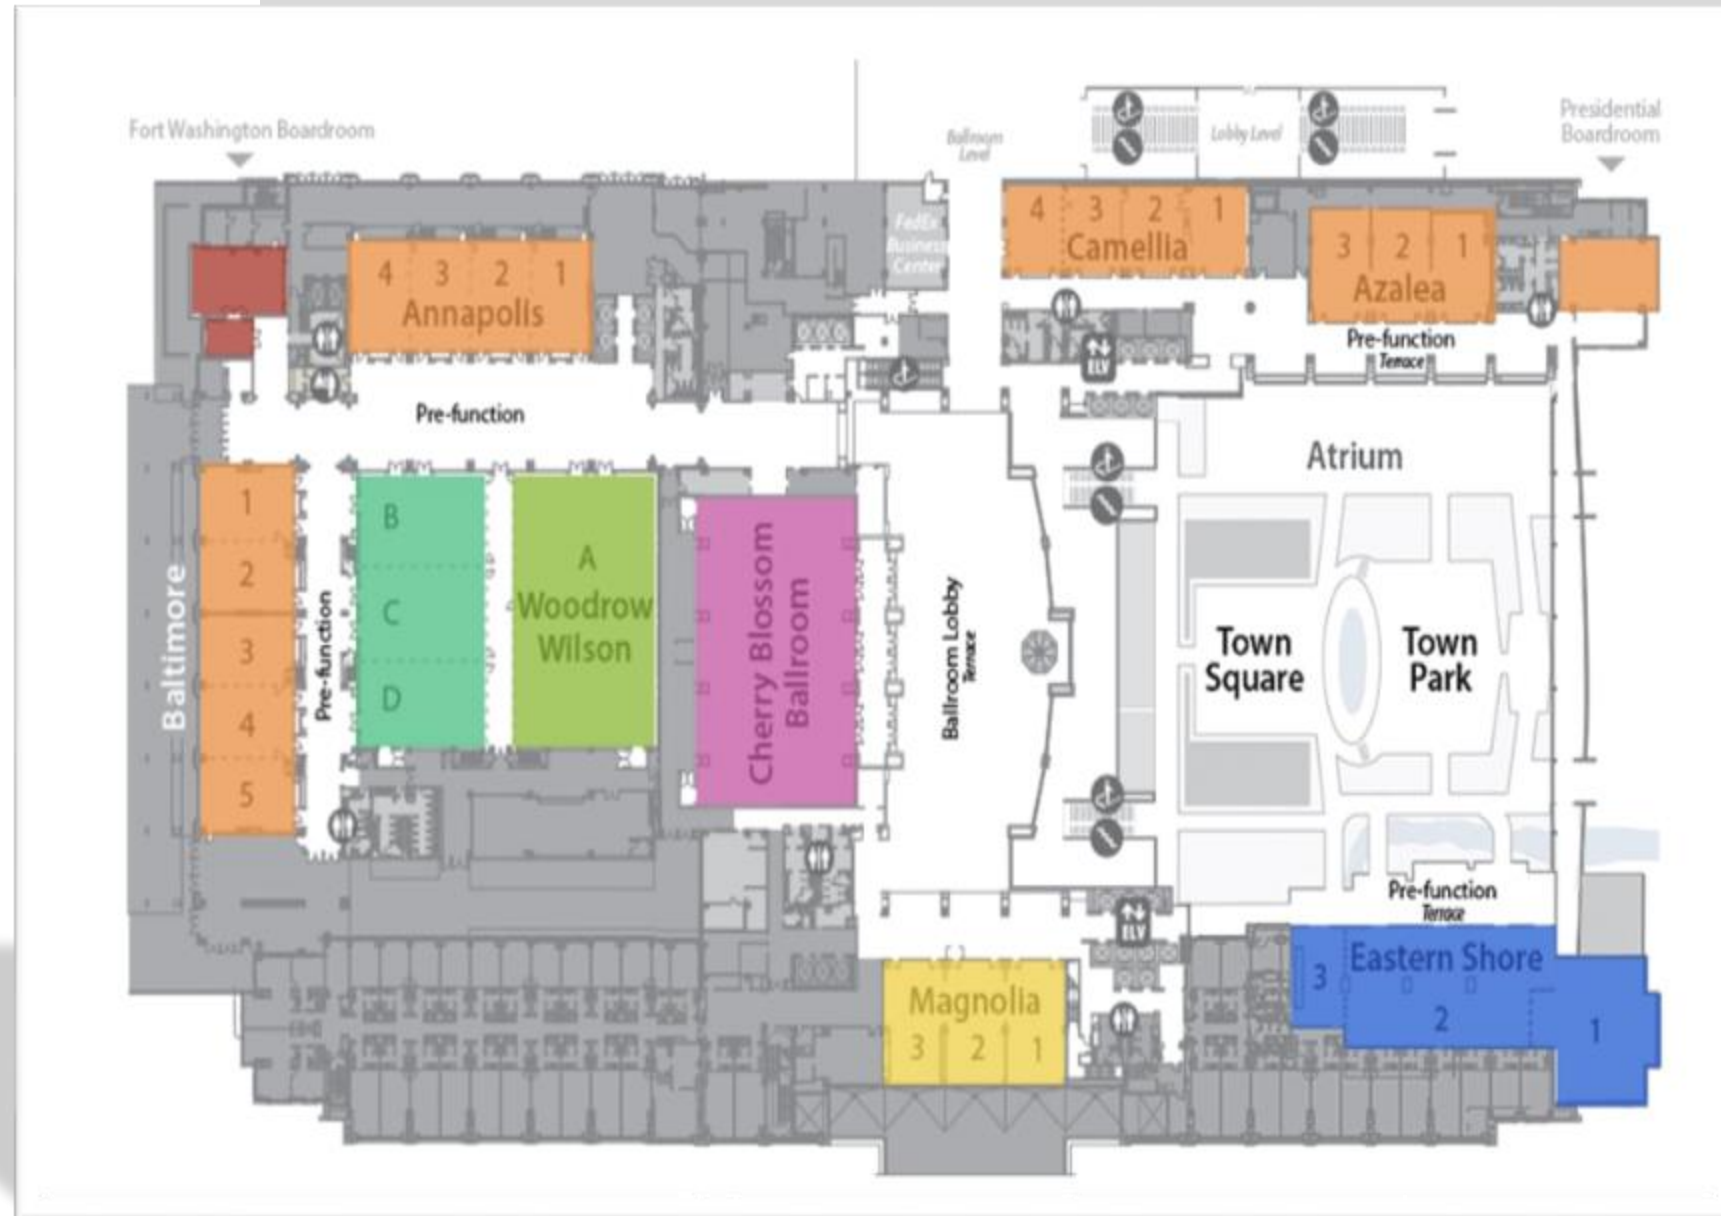 Fort Washington Boardroom
Ballroom
Level
Lobby Level
Presidential
Boardroom
FedEx
Business
Center
4 3 2 1
Camellia
3 2 1
Azalea
4 3 2 1
Annapolis
Pre-function
Terrace
ELV
Pre-function
Atrium
Baltimore
1
2
3
4
5
Pre-function
B
C
D
A
Woodrow
Wilson
Cherry Blossom
Ballroom
Ballroom Lobby
Terrace
Town
Square
Town
Park
Pre-function
Terrace
ELV
Magnolia
3 2 1
Eastern Shore
3
2
1